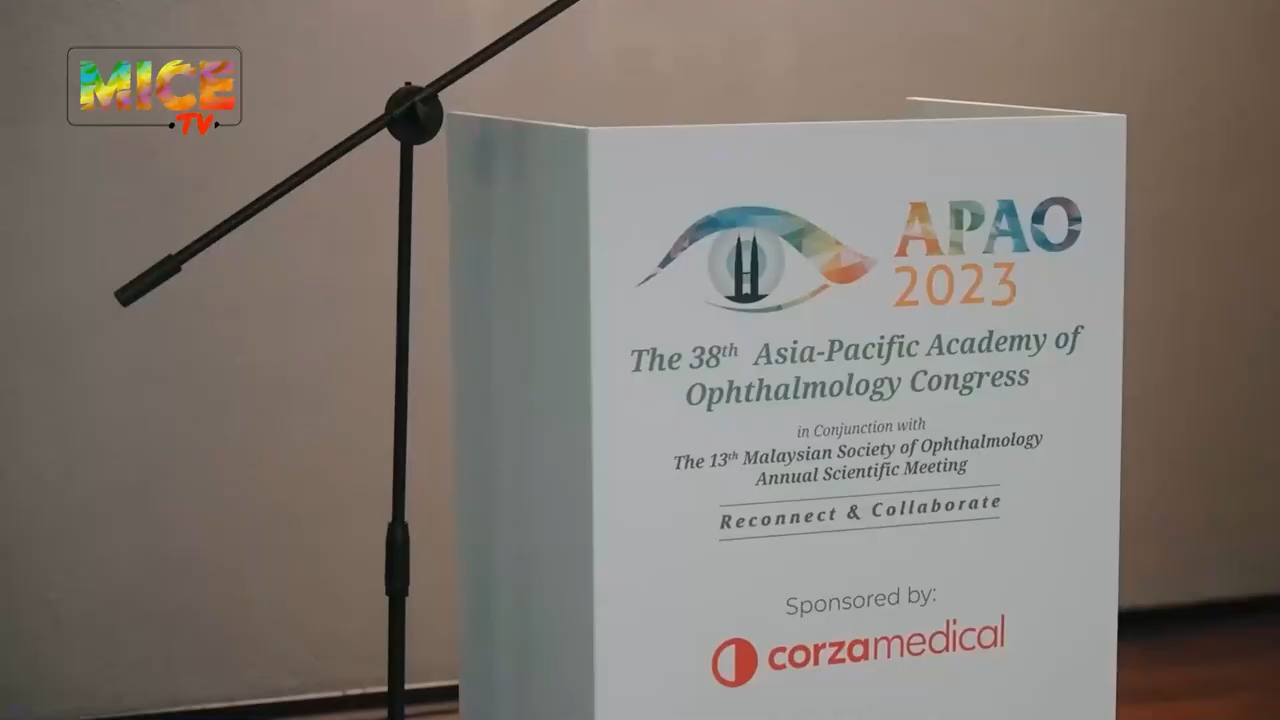 MICE
TV
APAO
2023
The 38th Asia-Pacific Academy of
Ophthalmology Congress
in Conjunction with
The 13th Malaysian Society of Ophthalmology
Annual Scientific Meeting
Reconnect & Collaborate
Sponsored by:
corzamedical